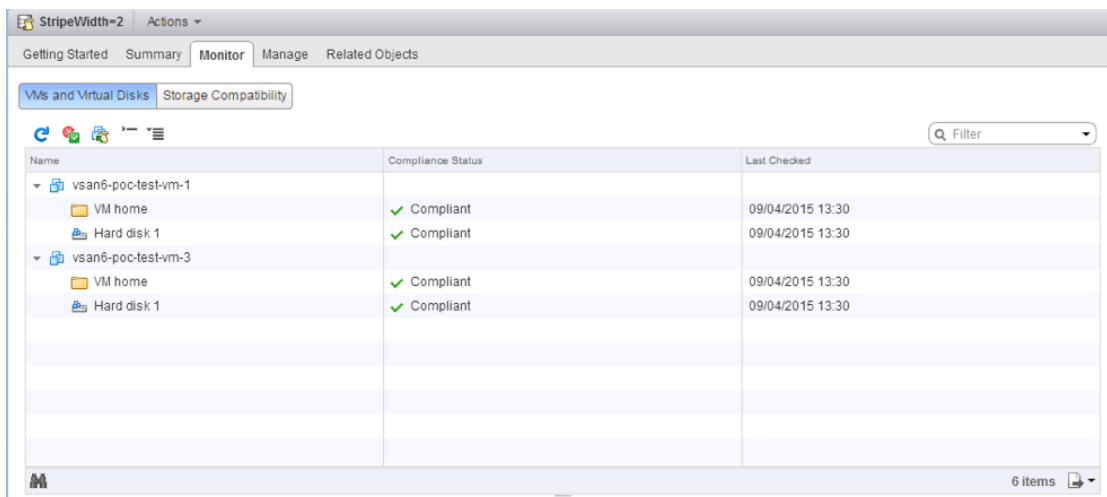 StripeWidth=2 Actions
Getting Started Summary Monitor Manage Related Objects
VMs and Virtual Disks Storage Compatibility
Filter
Name Compliance Status Last Checked
vsan6-poc-test-vm-1
VM home Compliant 09/04/2015 13:30
Hard disk 1 Compliant 09/04/2015 13:30
vsan6-poc-test-vm-3
VM home Compliant 09/04/2015 13:30
Hard disk 1 Compliant 09/04/2015 13:30
6 items